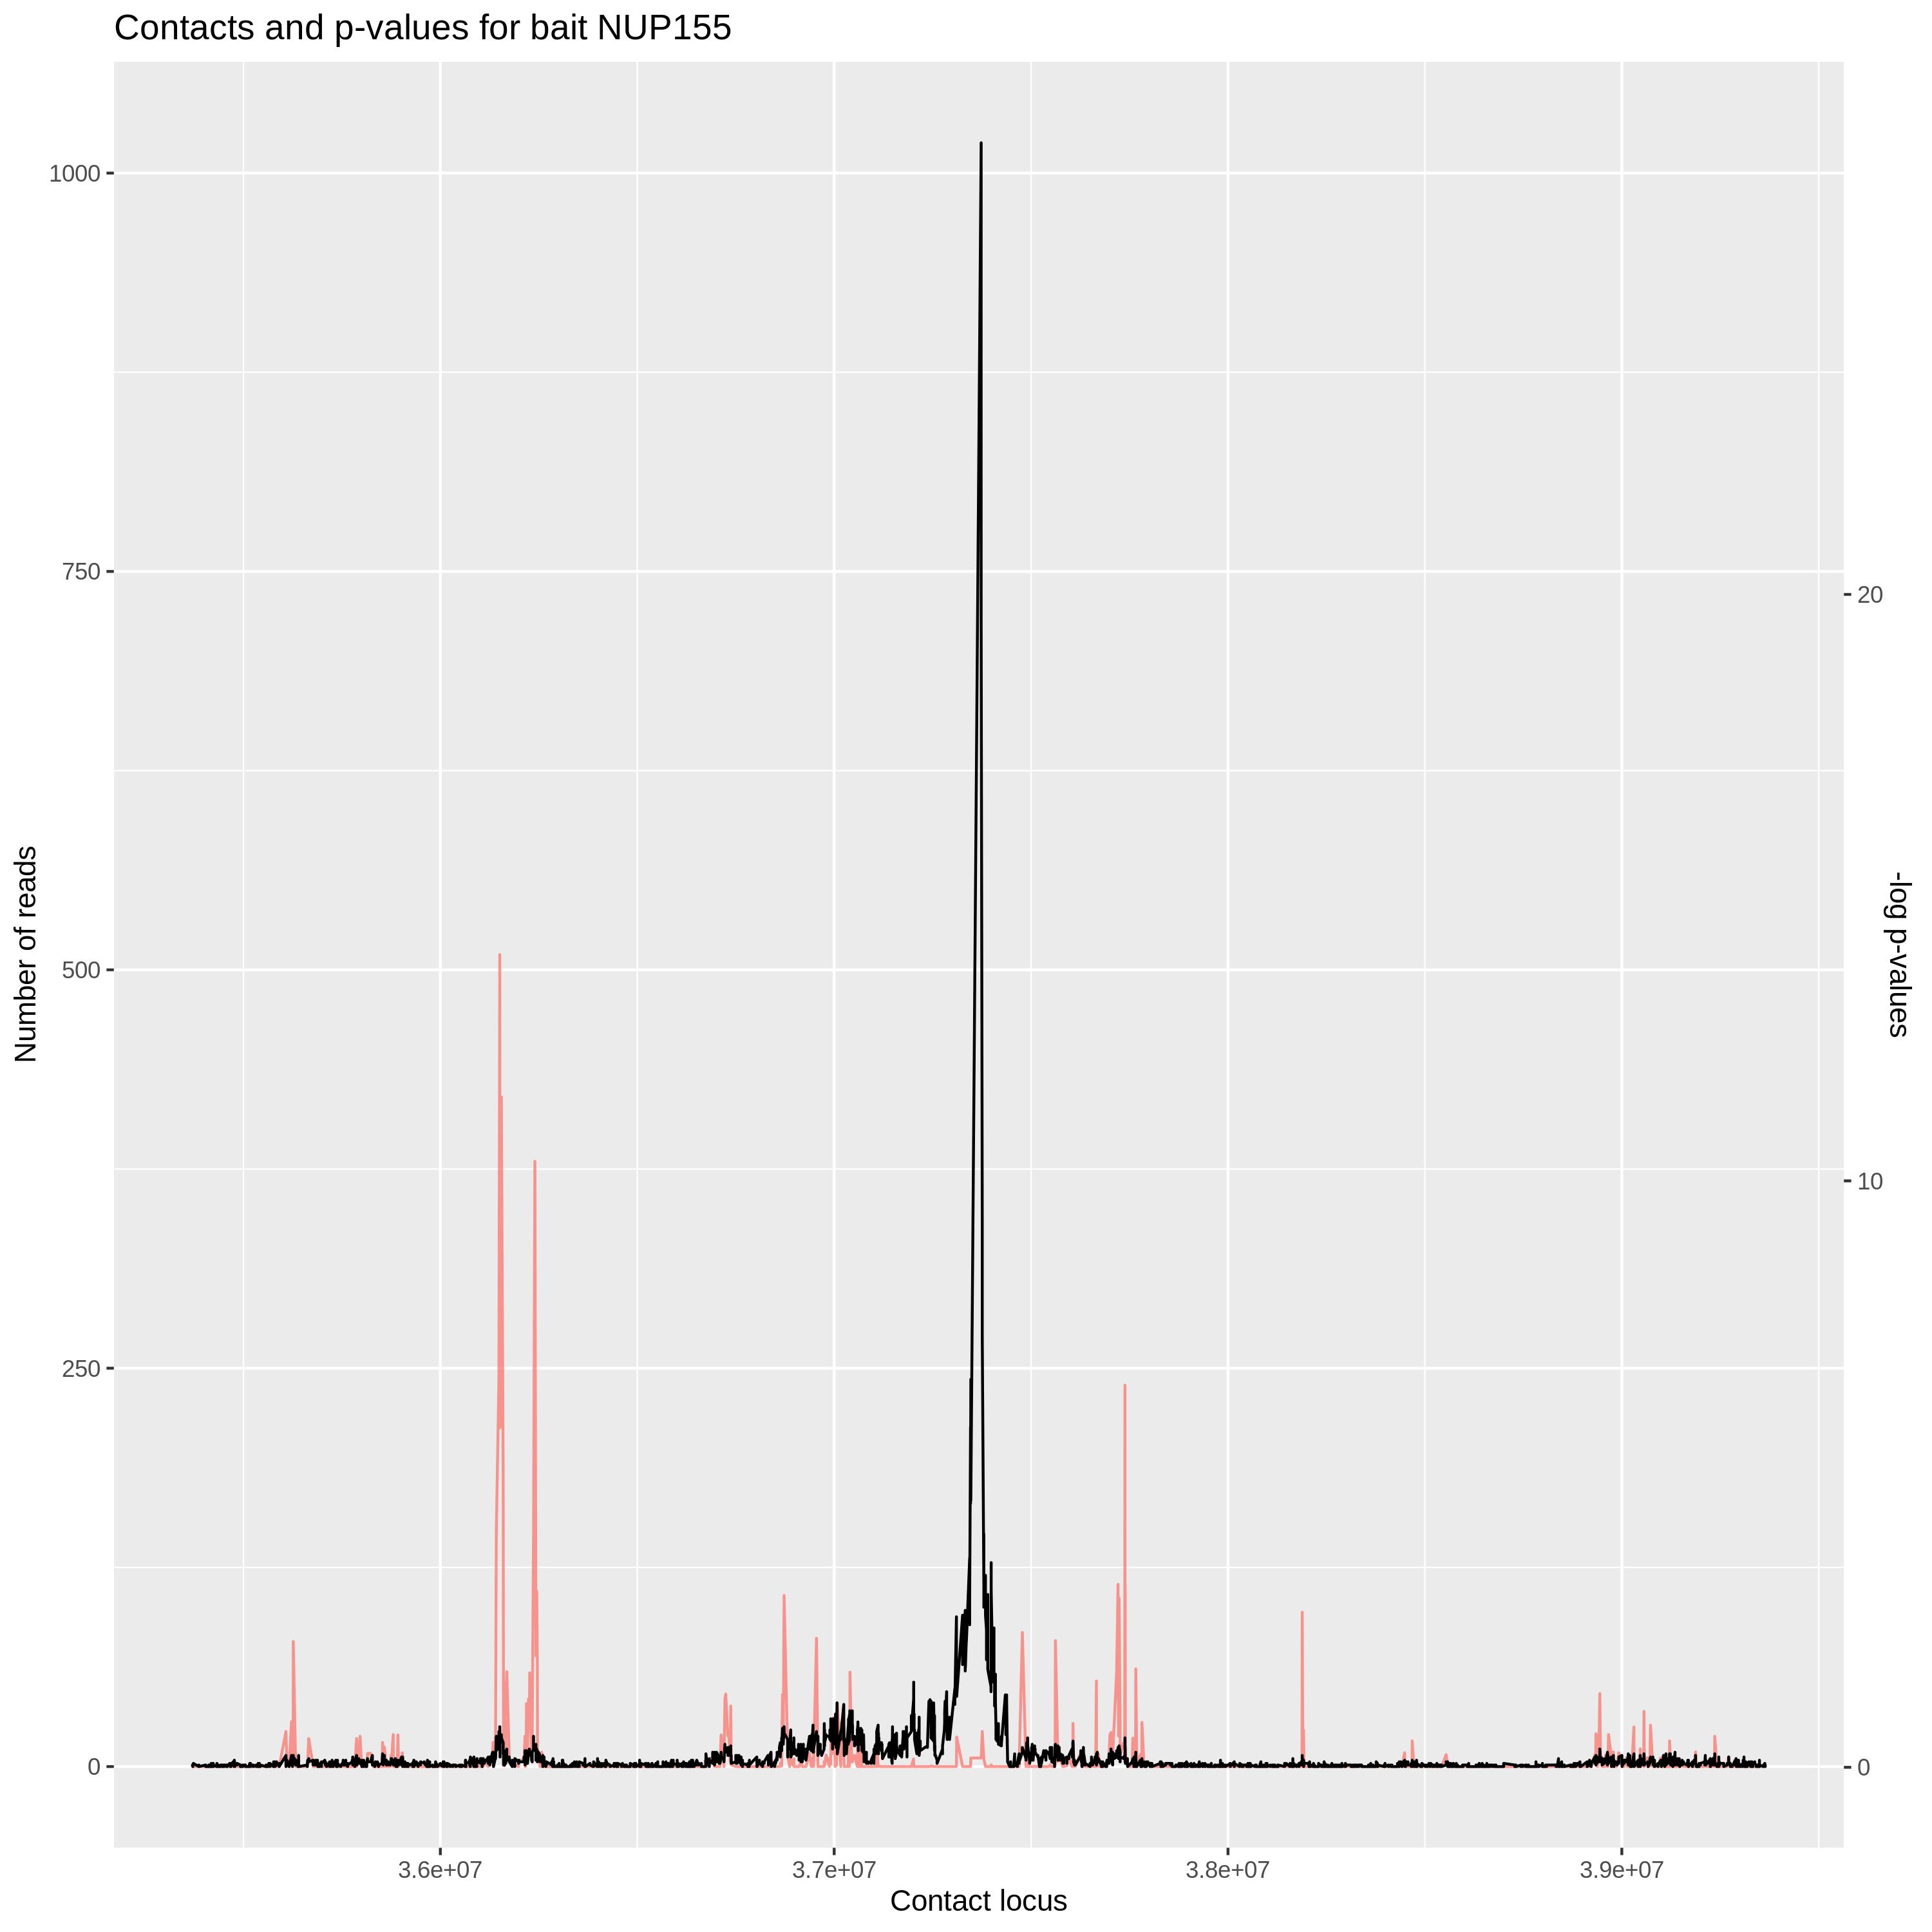 Contacts and p-values for bait NUP155
Number of reads
1000
750
500
250
0
20
10
0
-log p-values
3.6e+07
3.7e+07
3.8e+07
3.9e+07
Contact locus